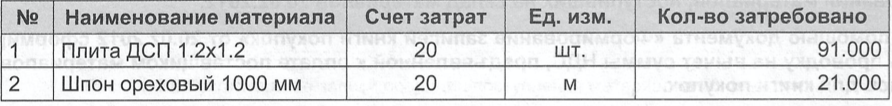 № Наименование материала Счет затрат Ед. изм. Кол-во затребовано
1 Плита ДСП 1.2х1.2 20 шт. 91.000
2 Шпон ореховый 1000 мм 20 м 21.000